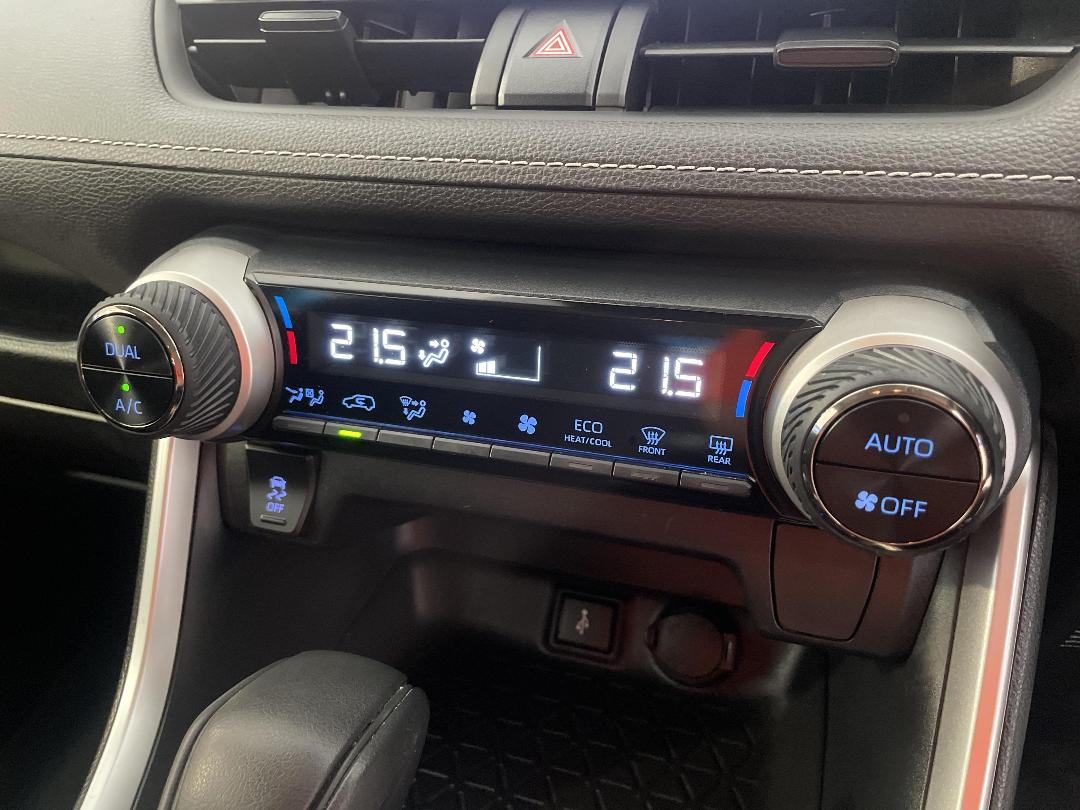 21.5
21.5
DUAL
A/C
ECO
HEAT/COOL
FRONT
REAR
AUTO
OFF
OFF